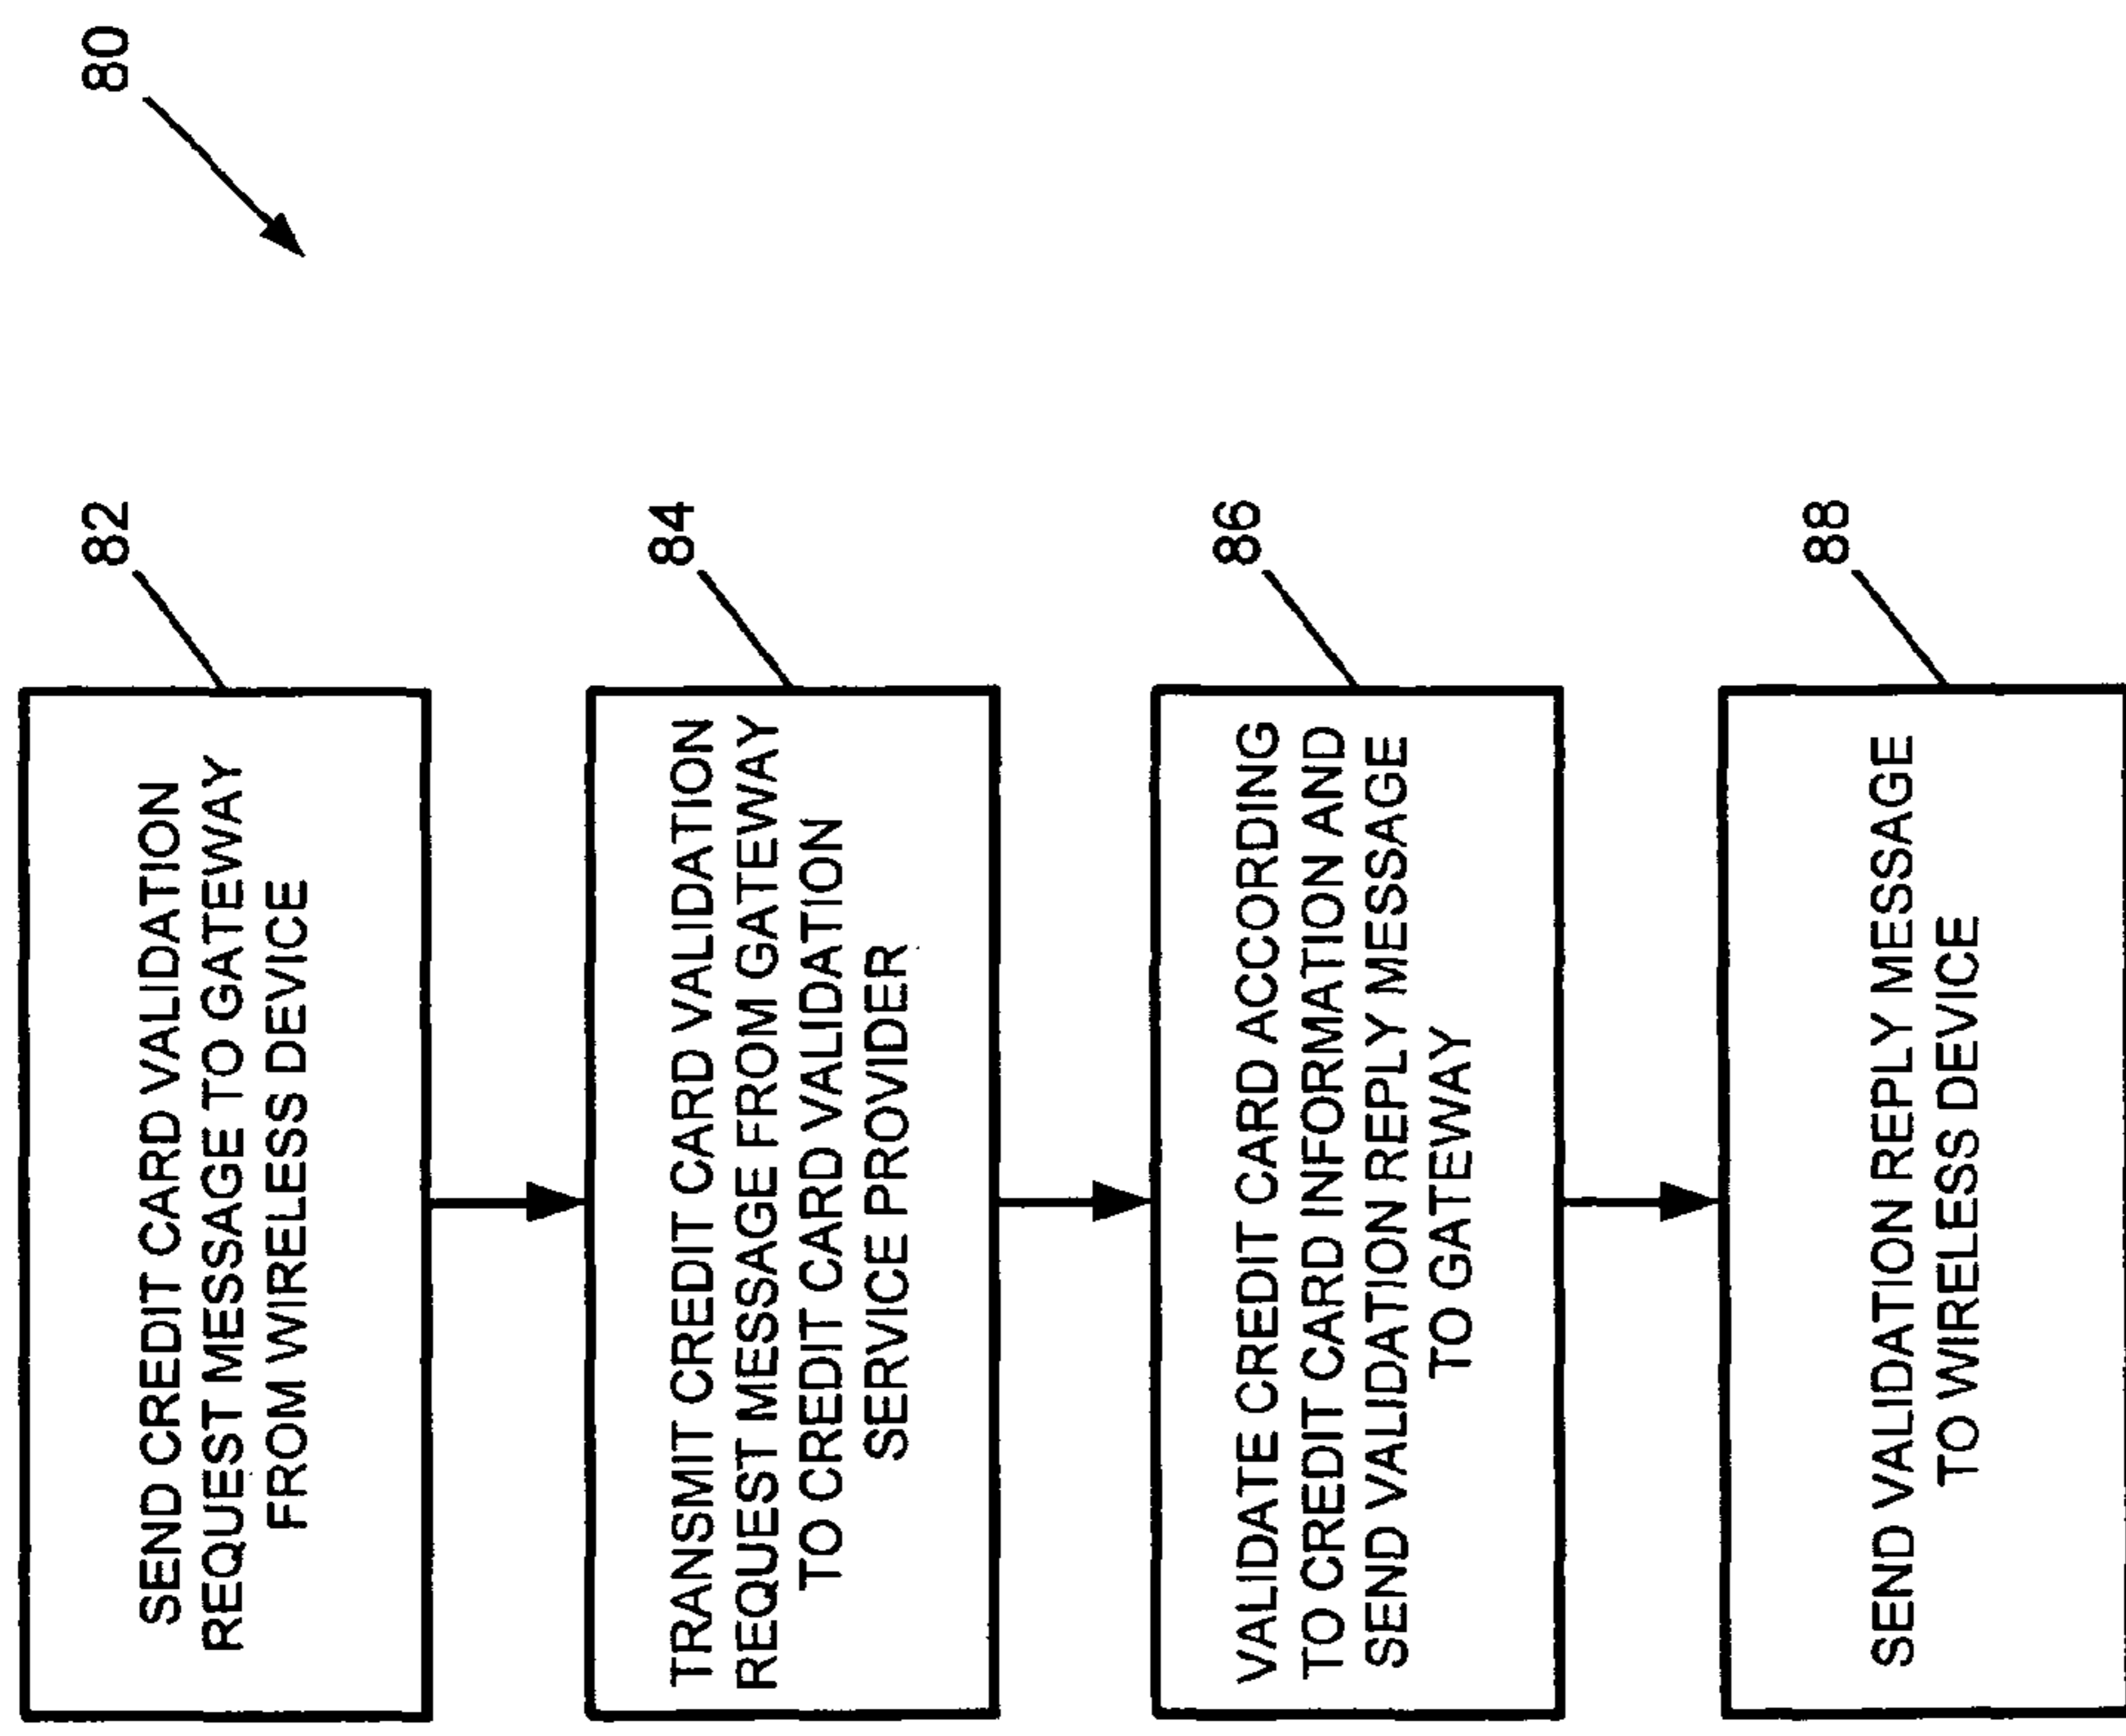 80
82
SEND CREDIT CARD VALIDATION
REQUEST MESSAGE TO GATEWAY
FROM WIRELESS DEVICE
84
TRANSMIT CREDIT CARD VALIDATION
REQUEST MESSAGE FROM GATEWAY
TO CREDIT CARD VALIDATION
SERVICE PROVIDER
86
VALIDATE CREDIT CARD ACCORDING
TO CREDIT CARD INFORMATION AND
SEND VALIDATION REPLY MESSAGE
TO GATEWAY
88
SEND VALIDATION REPLY MESSAGE
TO WIRELESS DEVICE